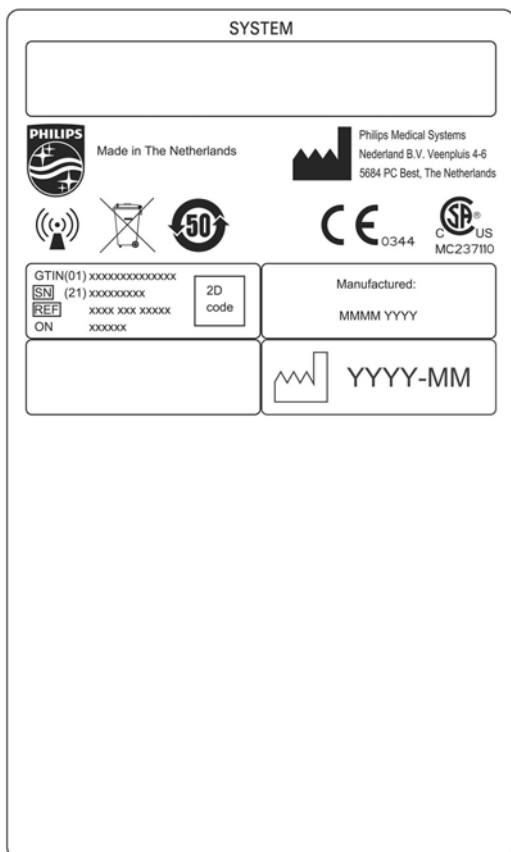 SYSTEM
PHILIPS
Made in The Netherlands
Philips Medical Systems
Nederland B.V. Veenpluis 4-6
5684 PC Best, The Netherlands
50
CE 0344
SA®
C US
MC237110
GTIN(01) xxxxxxxxxxxxxx
SN (21) xxxxxxxxx
REF xxxx xxx xxxxx
ON xxxxxx
2D
code
Manufactured:
MMMM YYYY
YYYY-MM